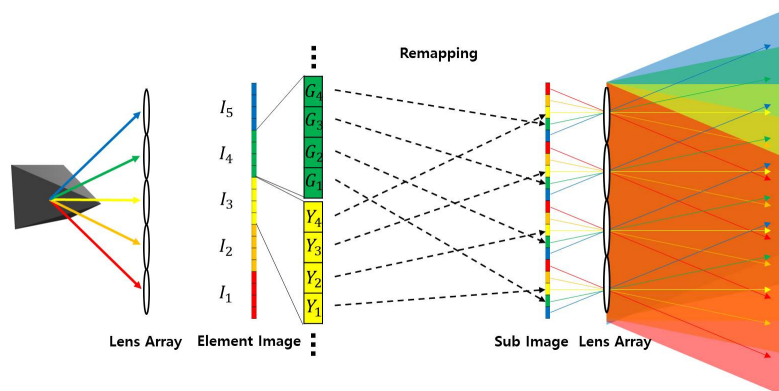 Remapping
I₅
I₄
I₃
I₂
I₁
G₄
G₃
G₂
G₁
Y₄
Y₃
Y₂
Y₁
Lens Array
Element Image
Sub Image
Lens Array